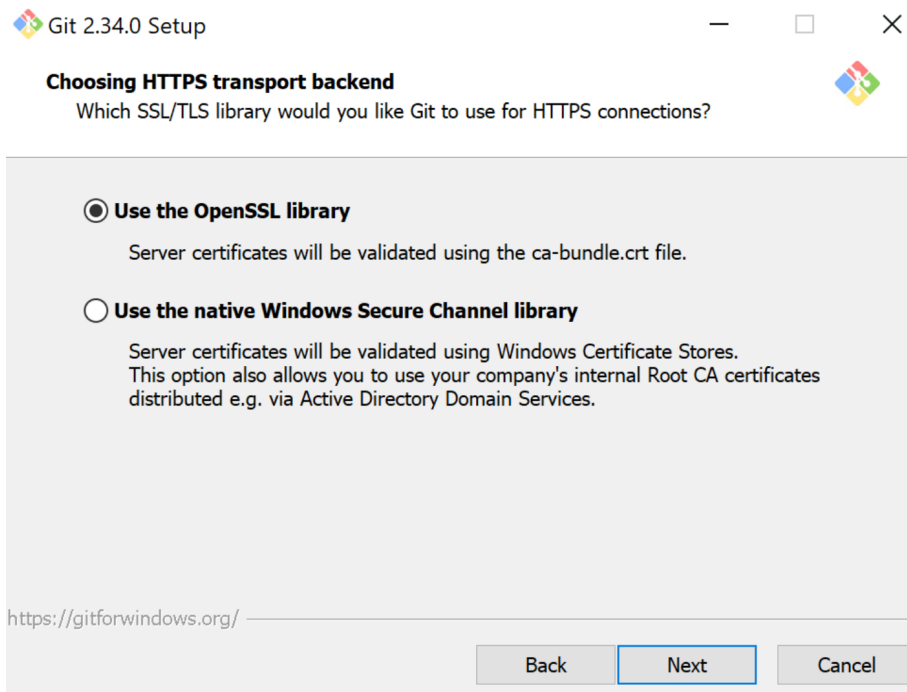 Git 2.34.0 Setup
Choosing HTTPS transport backend
Which SSL/TLS library would you like Git to use for HTTPS connections?
Use the OpenSSL library
Server certificates will be validated using the ca-bundle.crt file.
Use the native Windows Secure Channel library
Server certificates will be validated using Windows Certificate Stores.
This option also allows you to use your company's internal Root CA certificates
distributed e.g. via Active Directory Domain Services.
https://gitforwindows.org/
Back Next Cancel